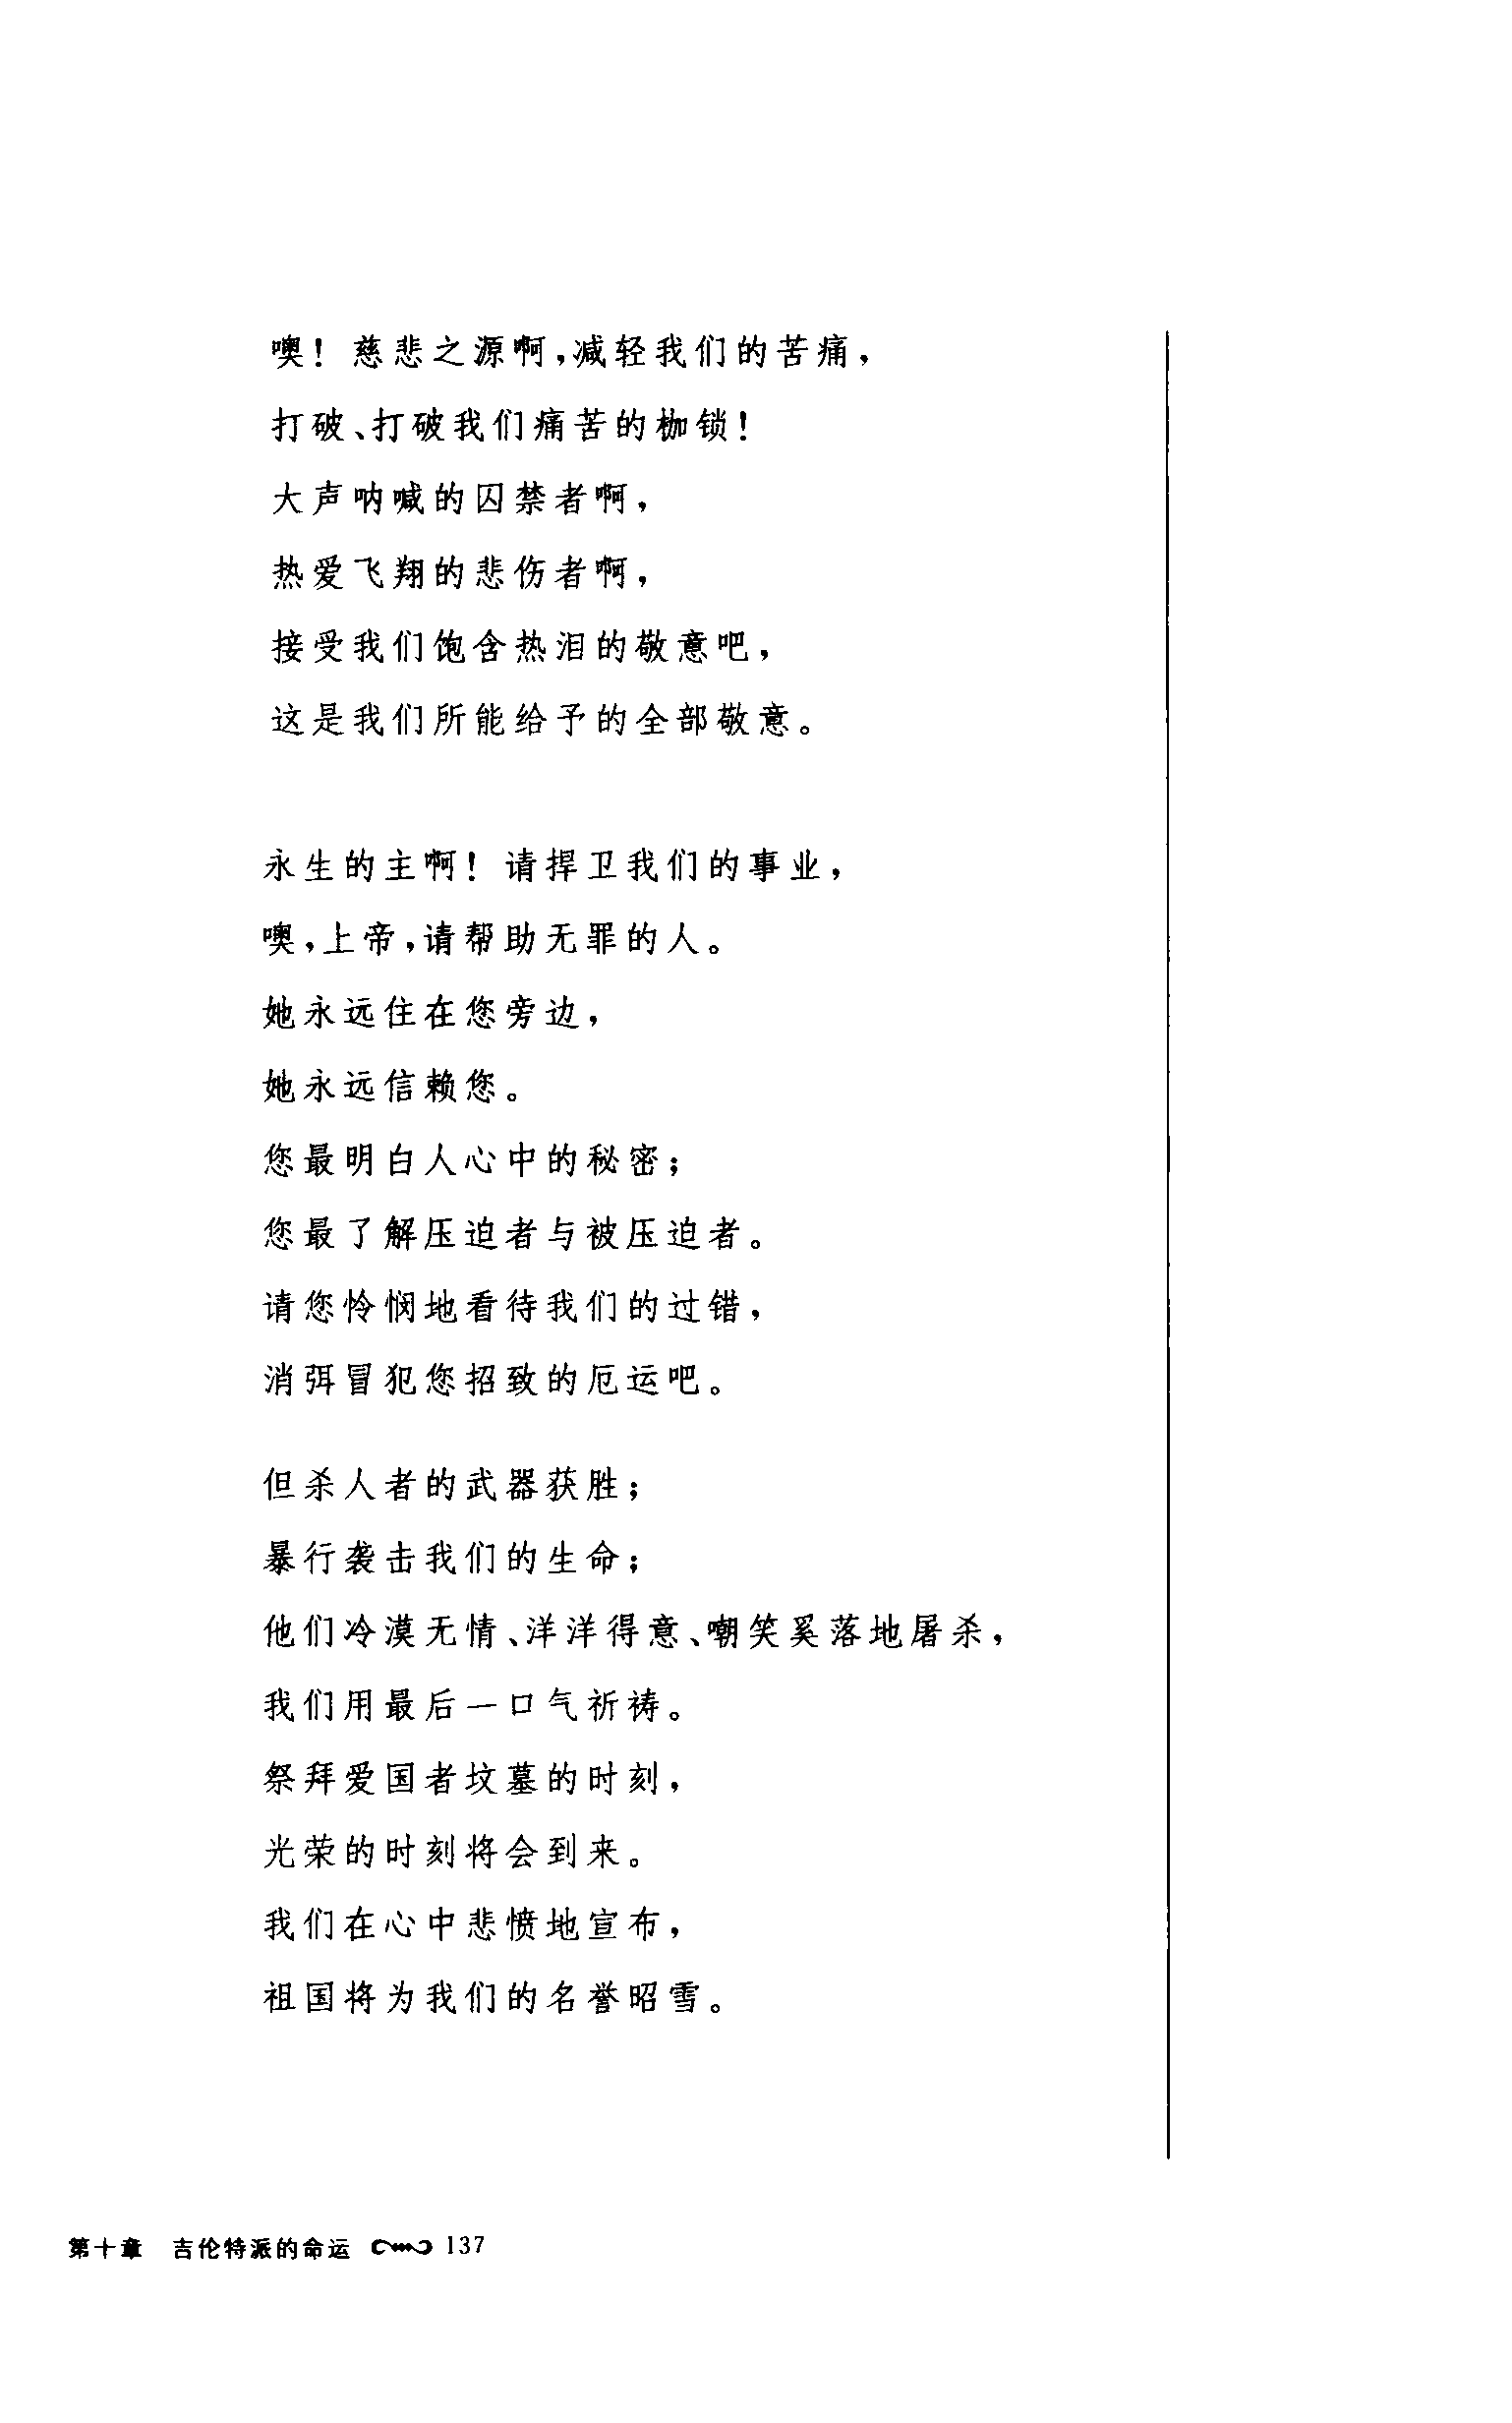 噢！慈悲之源啊，减轻我们的苦痛，
打破、打破我们痛苦的枷锁！
大声呐喊的囚禁者啊，
热爱飞翔的悲伤者啊，
接受我们饱含热泪的敬意吧，
这是我们所能给予的全部敬意。
永生的主啊！请捍卫我们的事业，
噢，上帝，请帮助无罪的人。
她永远住在您旁边，
她永远信赖您。
您最明白人心中的秘密；
您最了解压迫者与被压迫者。
请您怜悯地看待我们的过错，
消弭冒犯您招致的厄运吧。
但杀人者的武器获胜；
暴行袭击我们的生命；
他们冷漠无情、洋洋得意、嘲笑奚落地屠杀，
我们用最后一口气祈祷。
祭拜爱国者坟墓的时刻，
光荣的时刻将会到来。
我们在心中悲愤地宣布，
祖国将为我们的名誉昭雪。
第十章 吉伦特派的命运 137